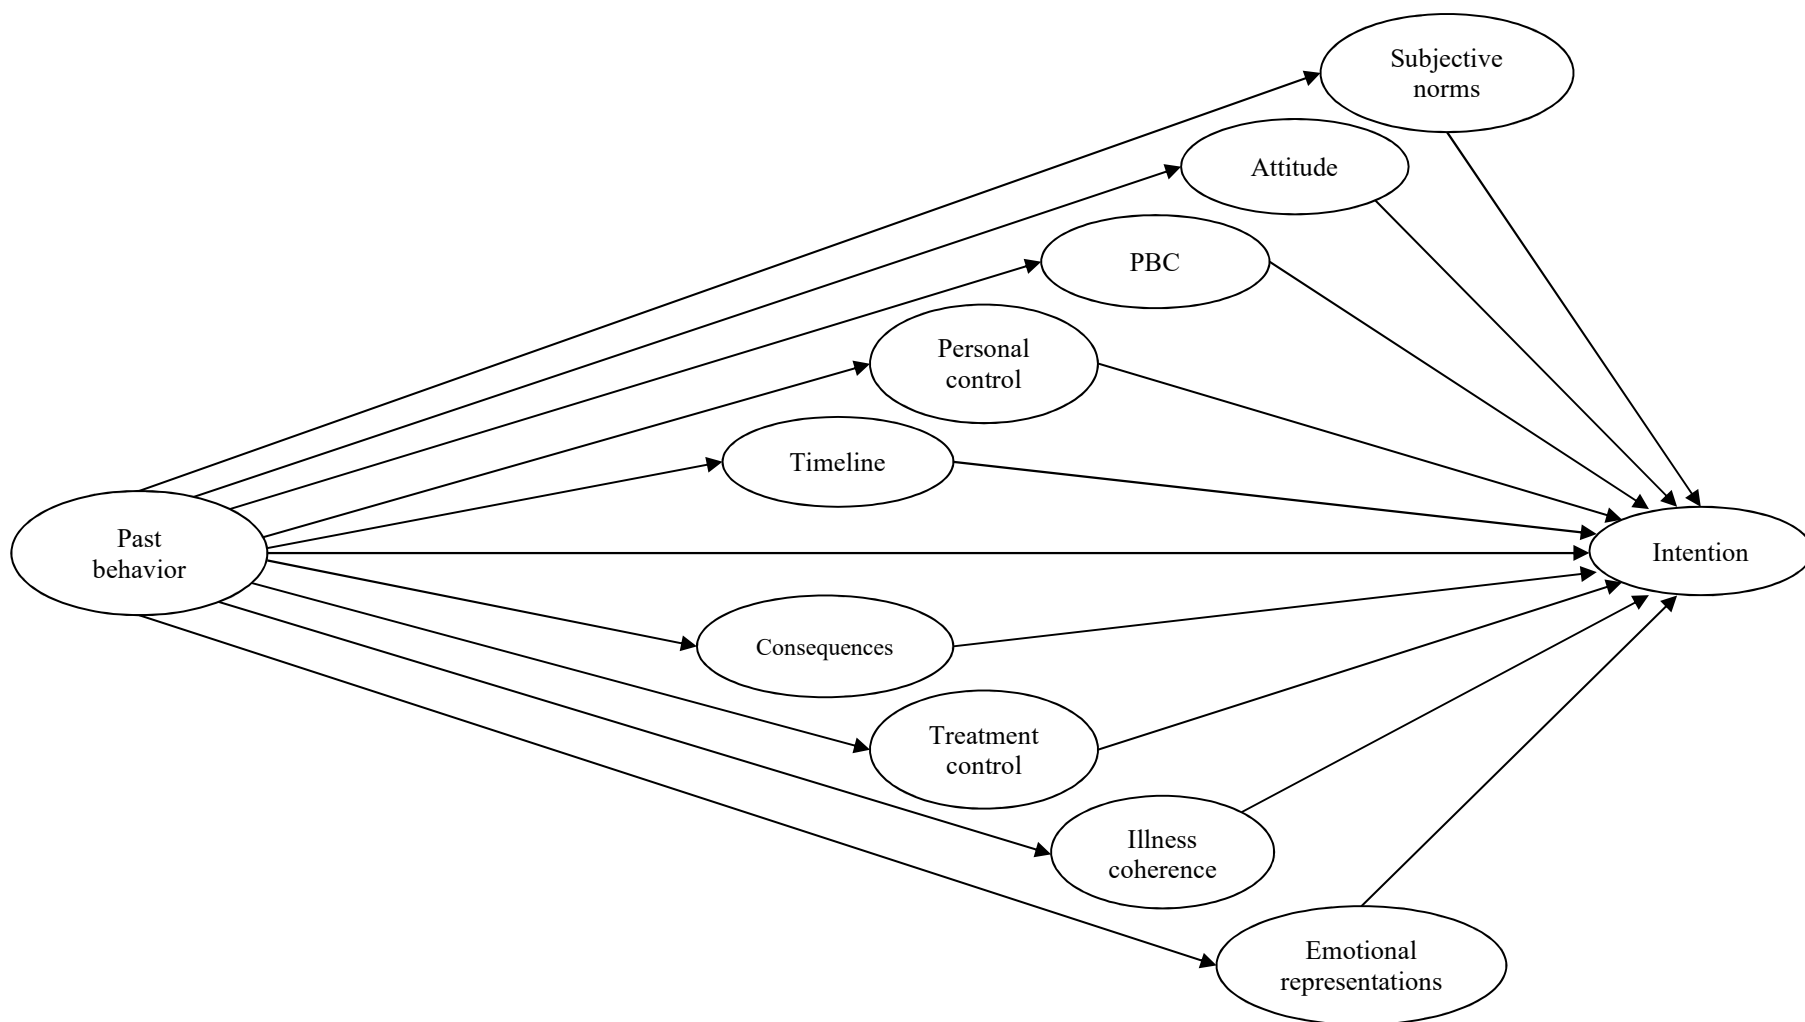 Subjective
norms
Attitude
PBC
Personal
control
Timeline
Past
behavior
Intention
Consequences
Treatment
control
Illness
coherence
Emotional
representations